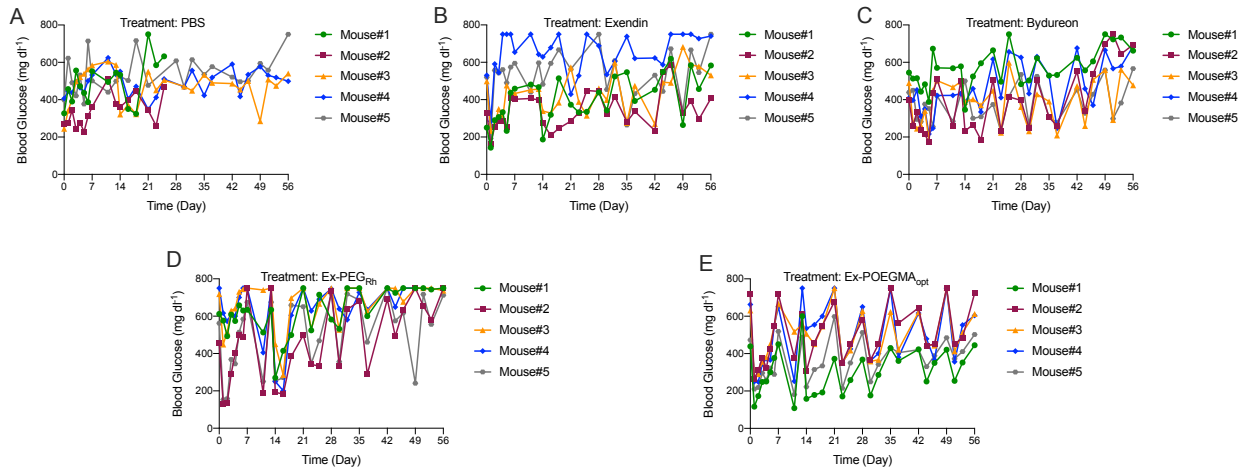 A
Treatment: PBS
Blood Glucose (mg dl⁻¹)
800
600
400
200
0
0 7 14 21 28 35 42 49 56
Time (Day)
Mouse#1
Mouse#2
Mouse#3
Mouse#4
Mouse#5
B
Treatment: Exendin
Blood Glucose (mg dl⁻¹)
800
600
400
200
0
0 7 14 21 28 35 42 49 56
Time (Day)
Mouse#1
Mouse#2
Mouse#3
Mouse#4
Mouse#5
C
Treatment: Bydureon
Blood Glucose (mg dl⁻¹)
800
600
400
200
0
0 7 14 21 28 35 42 49 56
Time (Day)
Mouse#1
Mouse#2
Mouse#3
Mouse#4
Mouse#5
D
Treatment: Ex-PEG_Rh
Blood Glucose (mg dl⁻¹)
800
600
400
200
0
0 7 14 21 28 35 42 49 56
Time (Day)
Mouse#1
Mouse#2
Mouse#3
Mouse#4
Mouse#5
E
Treatment: Ex-POEGMA_opt
Blood Glucose (mg dl⁻¹)
800
600
400
200
0
0 7 14 21 28 35 42 49 56
Time (Day)
Mouse#1
Mouse#2
Mouse#3
Mouse#4
Mouse#5